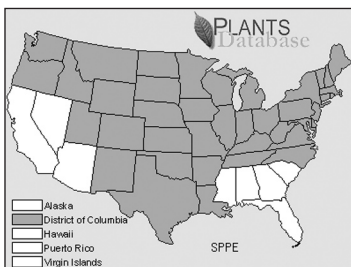 PLANTS
Database
Alaska
District of Columbia
Hawaii
Puerto Rico
Virgin Islands
SPPE